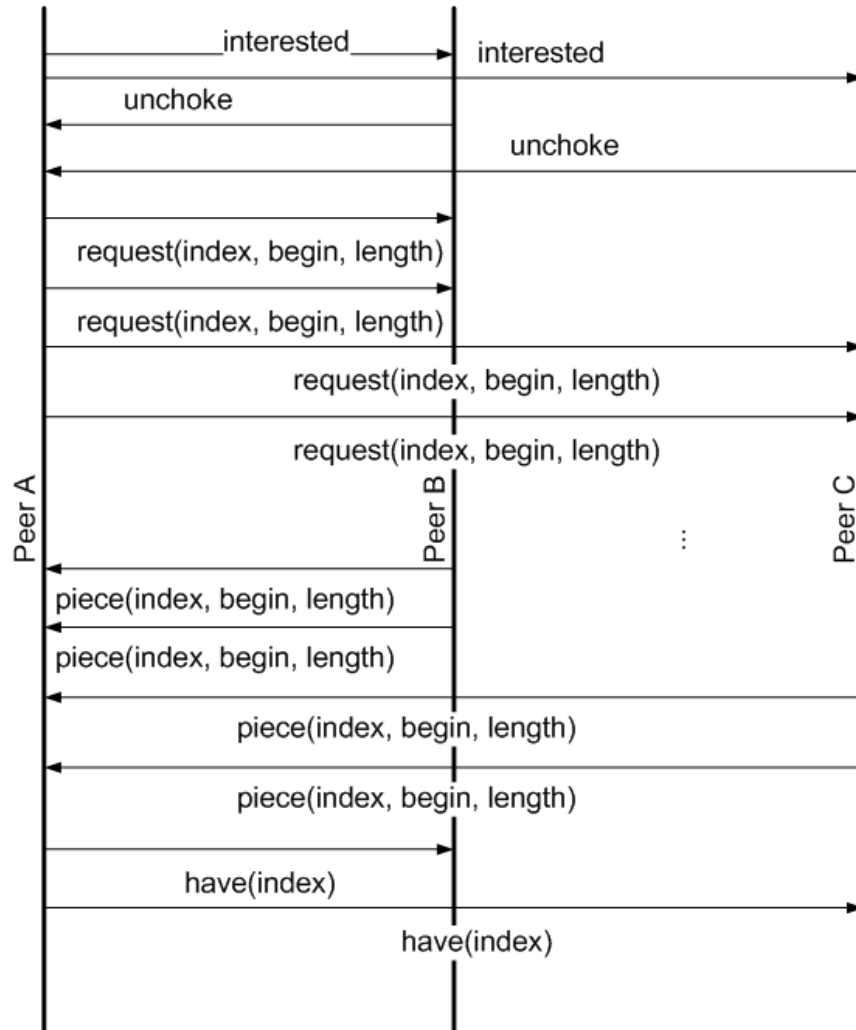 interested
interested
unchoke
unchoke
request(index, begin, length)
request(index, begin, length)
request(index, begin, length)
request(index, begin, length)
Peer A
Peer B
Peer C
...
piece(index, begin, length)
piece(index, begin, length)
piece(index, begin, length)
piece(index, begin, length)
have(index)
have(index)